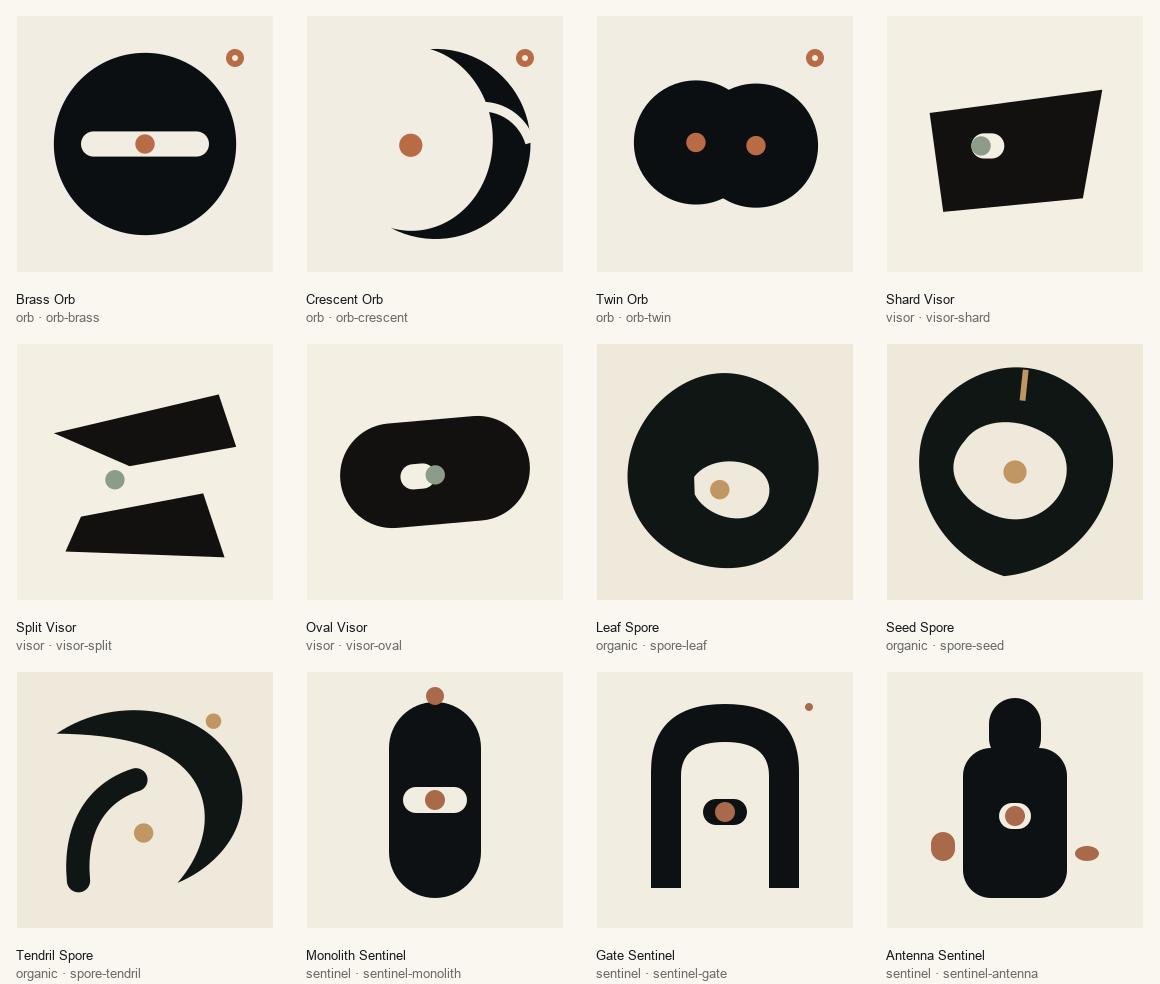 Brass Orb
orb · orb-brass
Crescent Orb
orb · orb-crescent
Twin Orb
orb · orb-twin
Shard Visor
visor · visor-shard
Split Visor
visor · visor-split
Oval Visor
visor · visor-oval
Leaf Spore
organic · spore-leaf
Seed Spore
organic · spore-seed
Tendril Spore
organic · spore-tendril
Monolith Sentinel
sentinel · sentinel-monolith
Gate Sentinel
sentinel · sentinel-gate
Antenna Sentinel
sentinel · sentinel-antenna